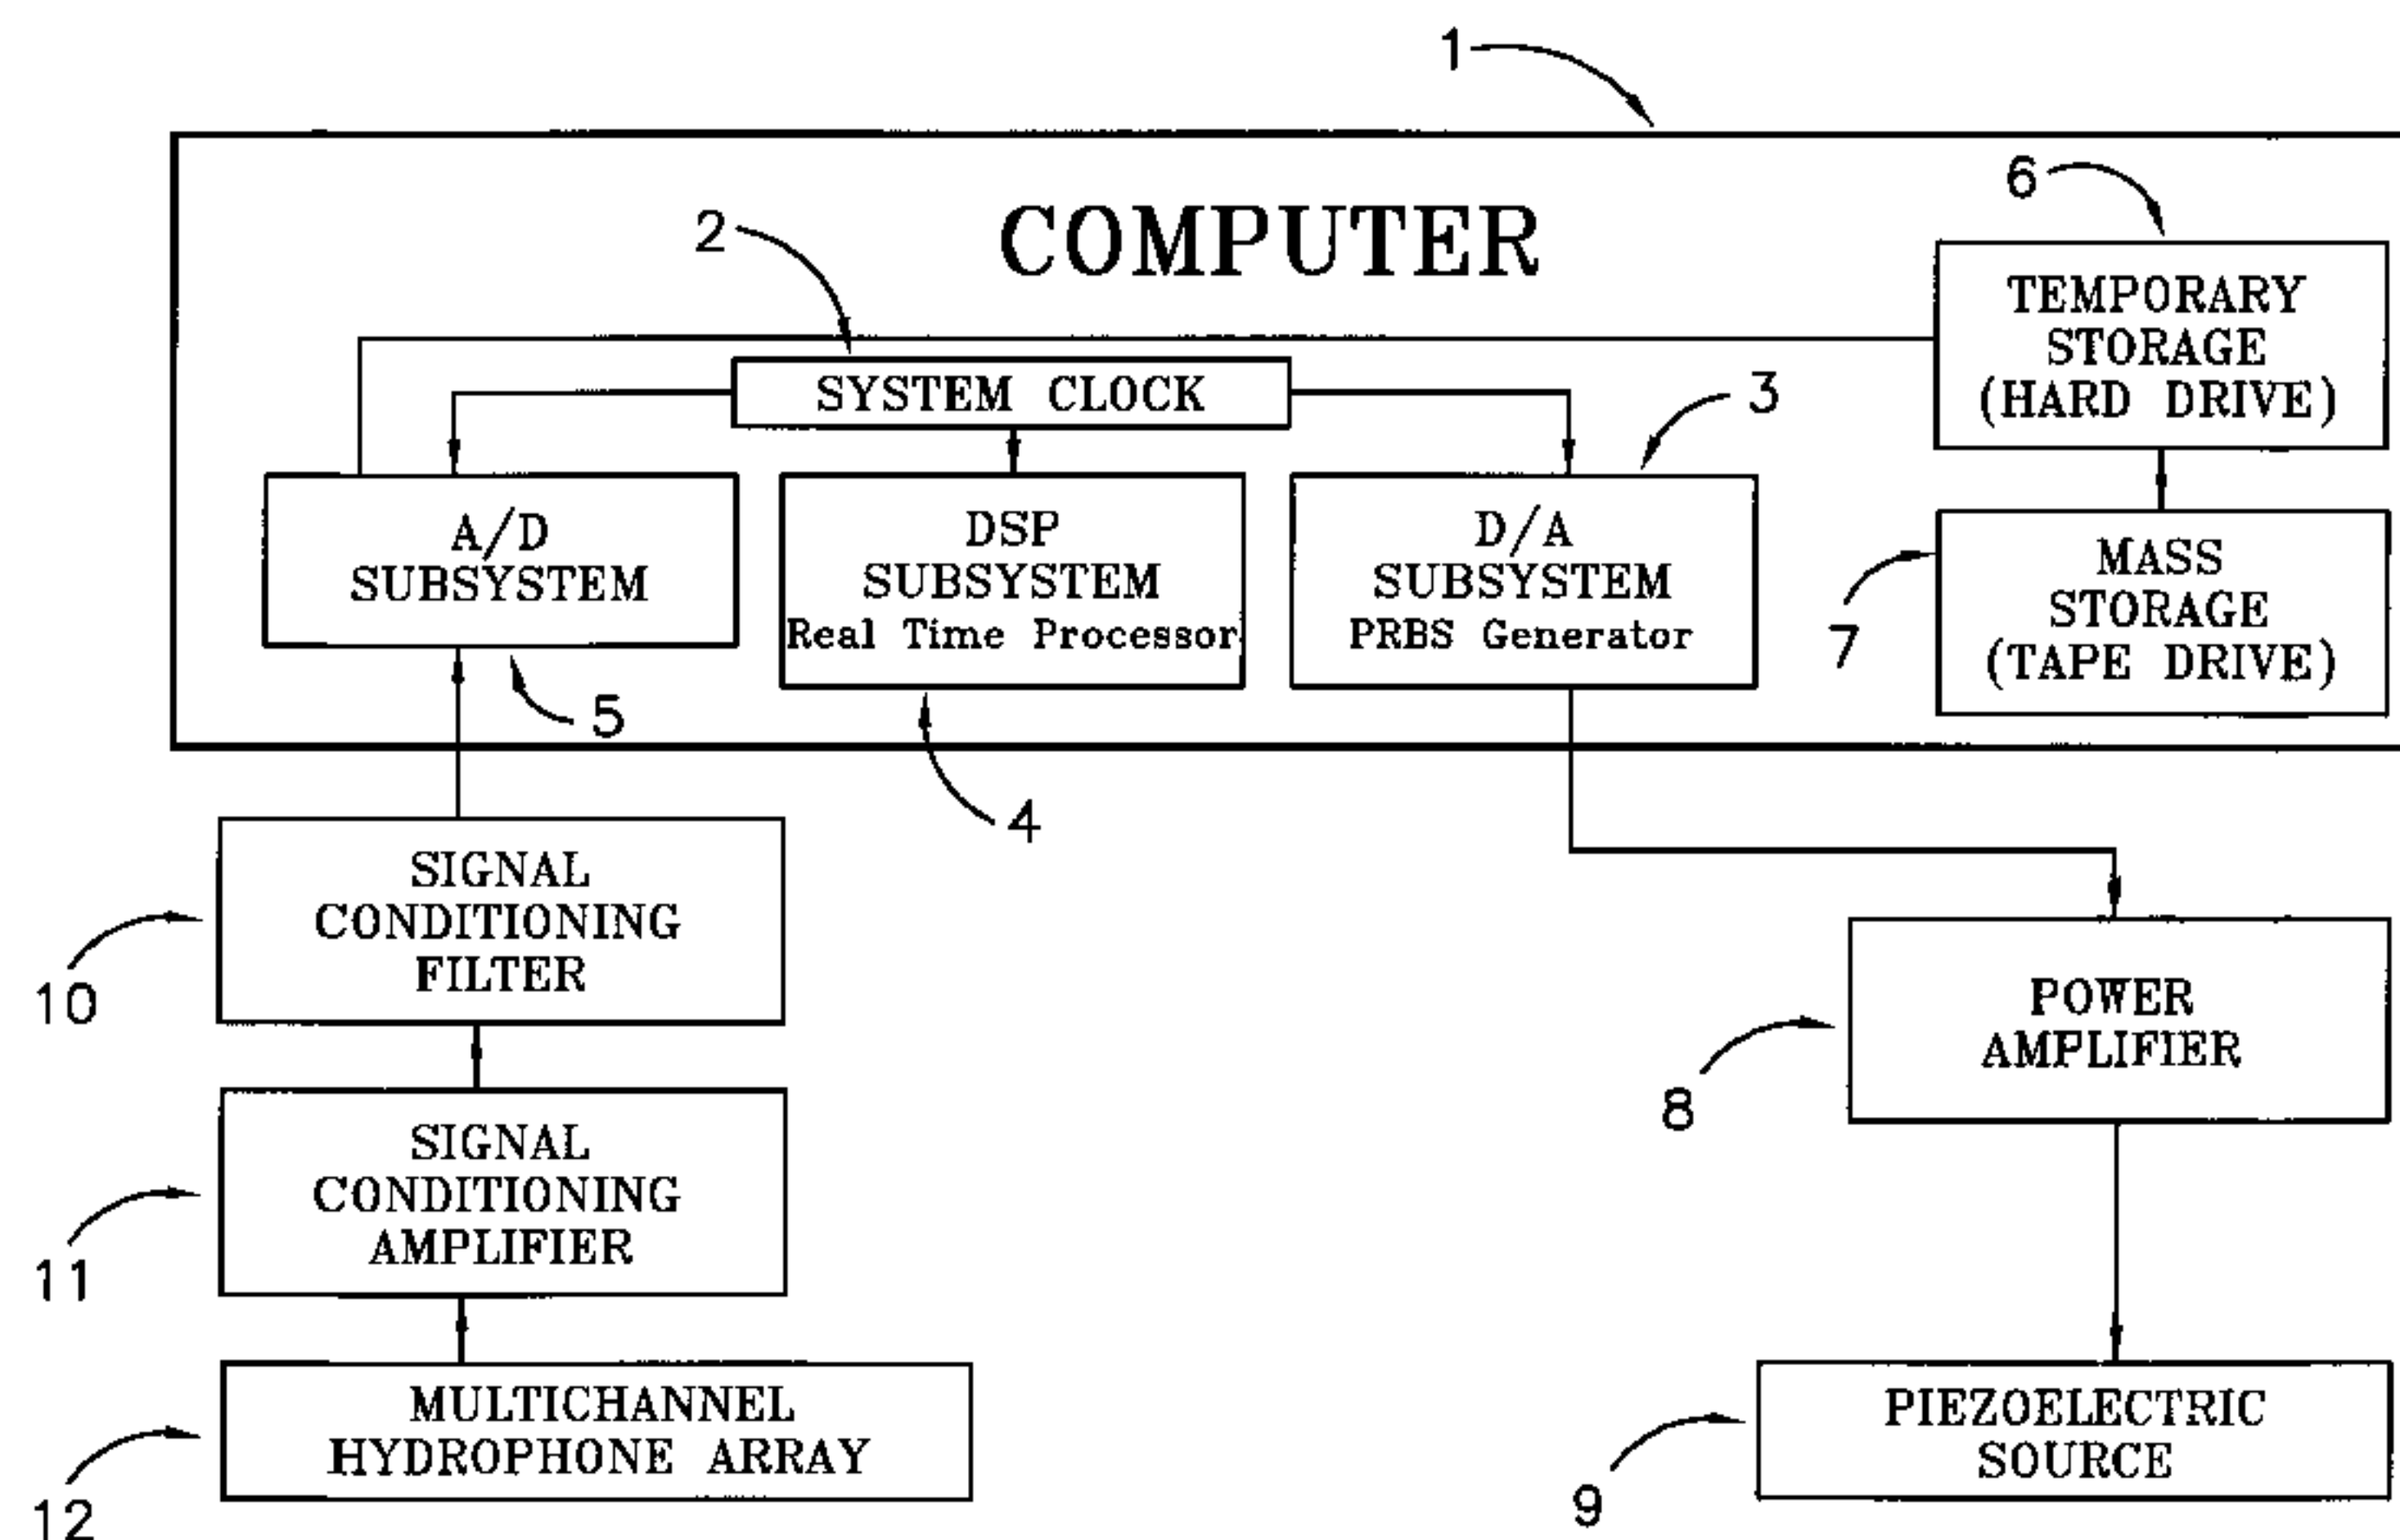 1
COMPUTER
2
6
TEMPORARY
STORAGE
(HARD DRIVE)
SYSTEM CLOCK
3
A/D
SUBSYSTEM
5
DSP
SUBSYSTEM
Real Time Processor
4
D/A
SUBSYSTEM
PRBS Generator
MASS
STORAGE
(TAPE DRIVE)
7
SIGNAL
CONDITIONING
FILTER
10
POWER
AMPLIFIER
8
SIGNAL
CONDITIONING
AMPLIFIER
11
MULTICHANNEL
HYDROPHONE ARRAY
12
PIEZOELECTRIC
SOURCE
9